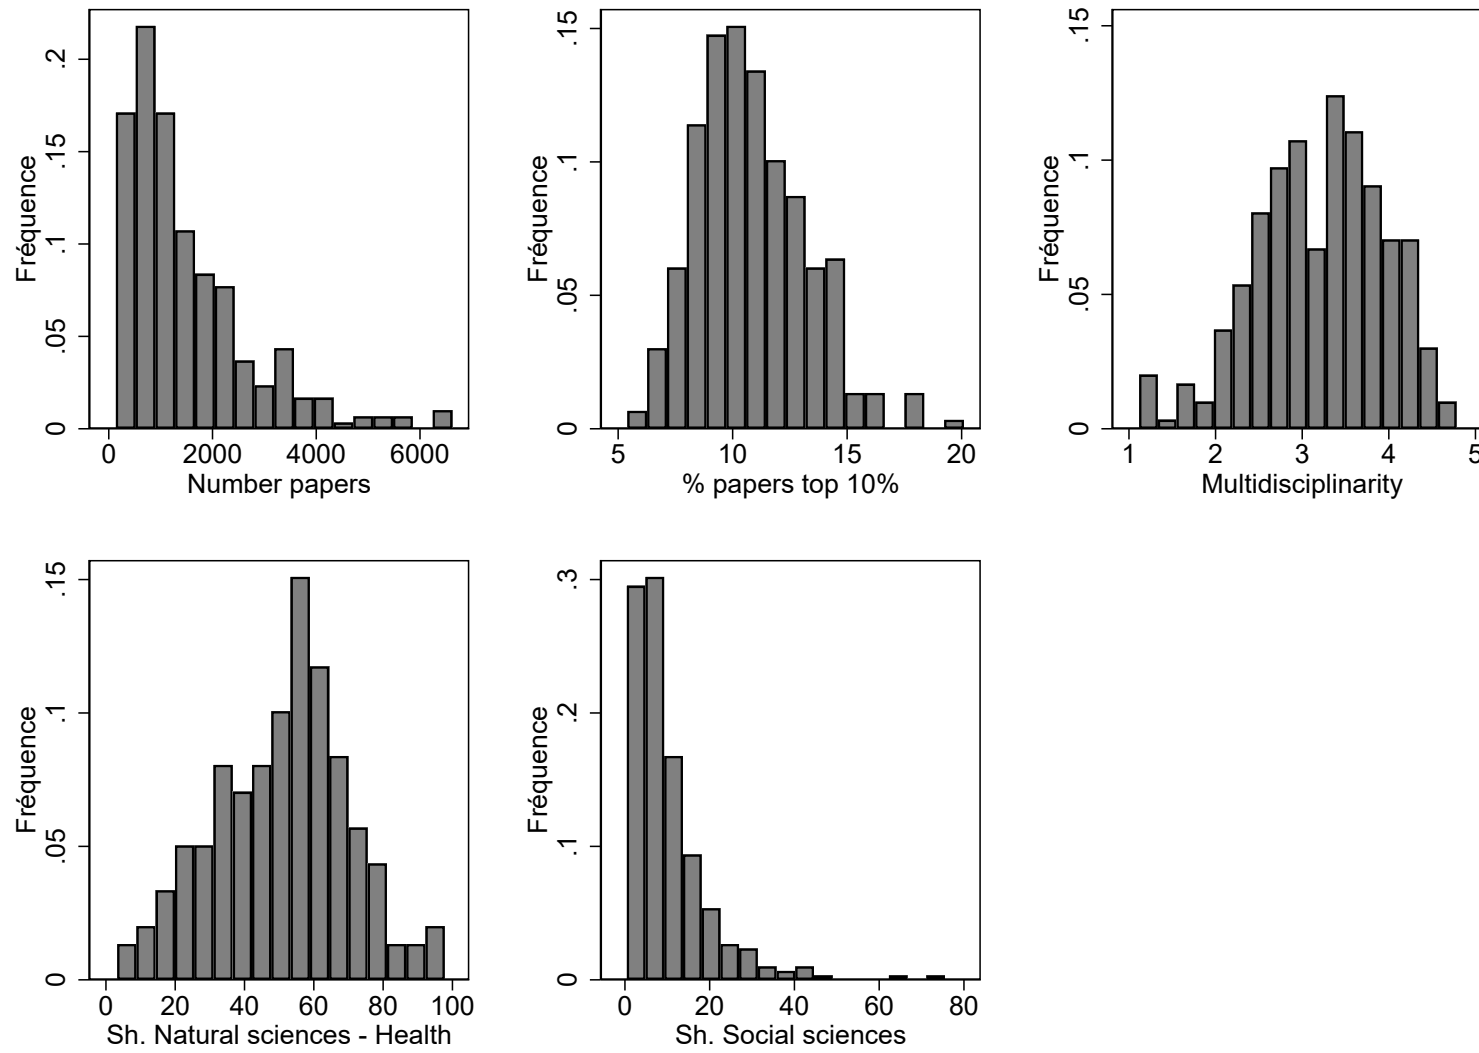 Fréquence
0 .05 .1 .15 .2
0 2000 4000 6000
Number papers
Fréquence
0 .05 .1 .15
5 10 15 20
% papers top 10%
Fréquence
0 .05 .1 .15
1 2 3 4 5
Multidisciplinarity
Fréquence
0 .05 .1 .15
0 20 40 60 80 100
Sh. Natural sciences - Health
Fréquence
0 .1 .2 .3
0 20 40 60 80
Sh. Social sciences